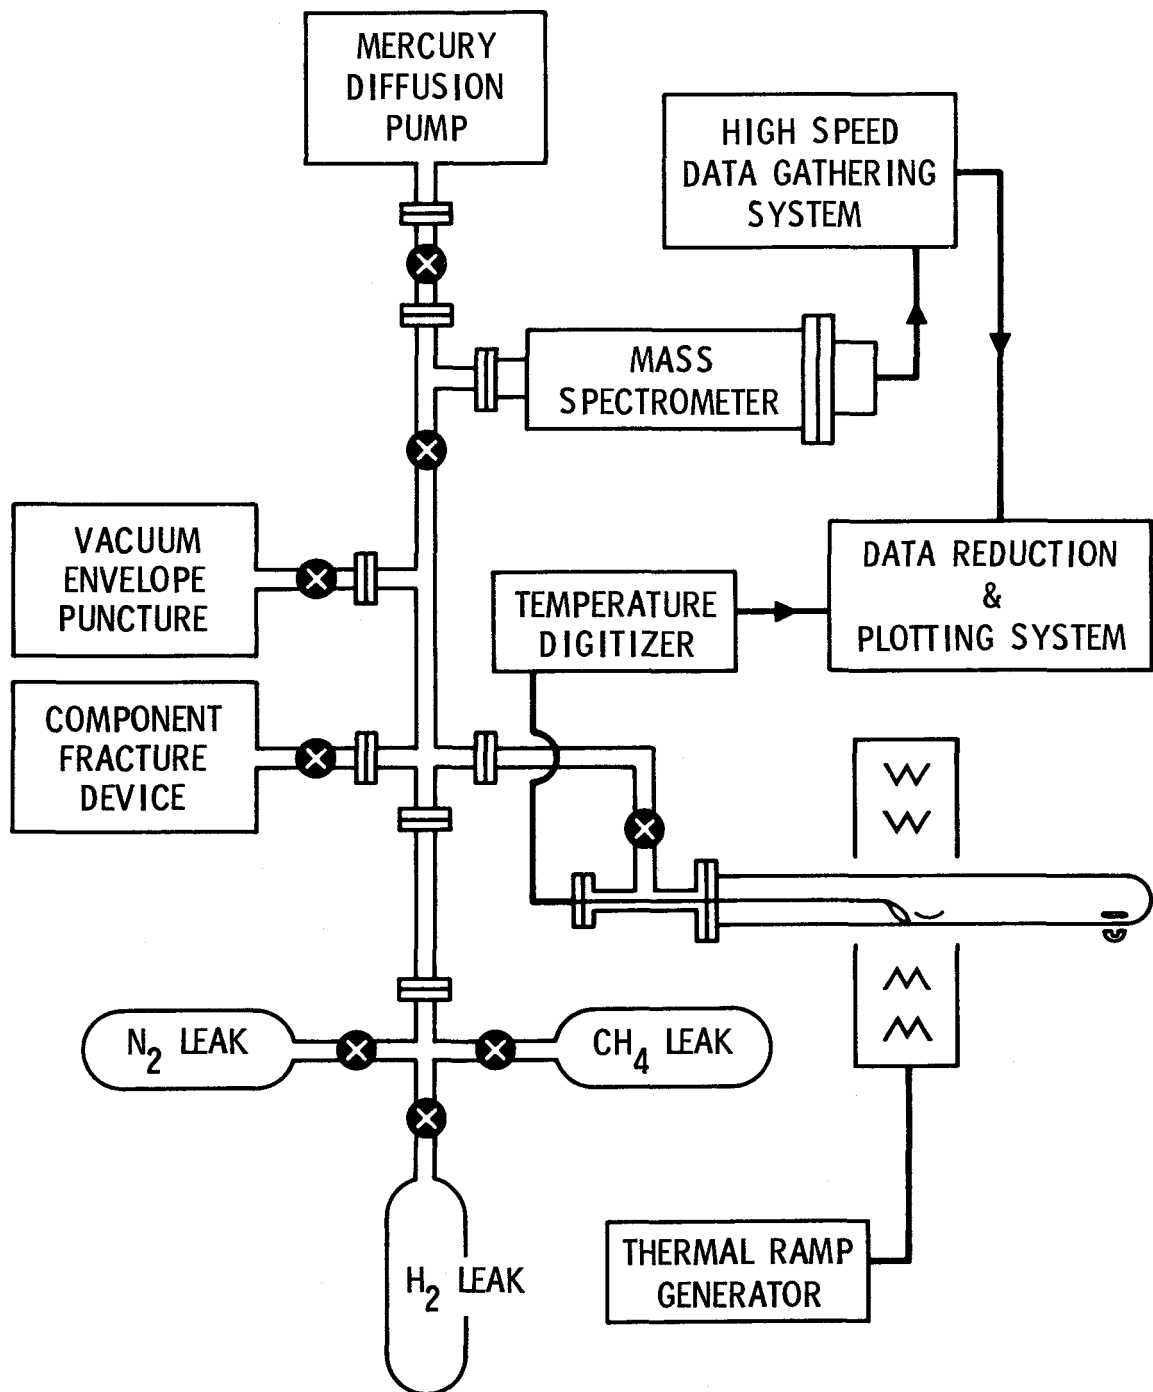 MERCURY
DIFFUSION
PUMP
HIGH SPEED
DATA GATHERING
SYSTEM
MASS
SPECTROMETER
VACUUM
ENVELOPE
PUNCTURE
TEMPERATURE
DIGITIZER
DATA REDUCTION
&
PLOTTING SYSTEM
COMPONENT
FRACTURE
DEVICE
N2 LEAK
CH4 LEAK
H2 LEAK
THERMAL RAMP
GENERATOR